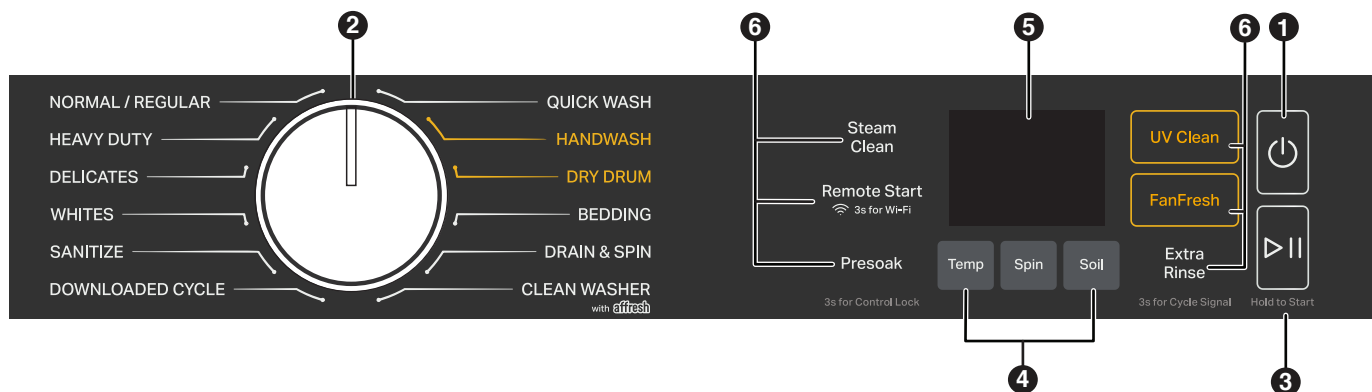 2
6
5
6
1
NORMAL / REGULAR
HEAVY DUTY
DELICATES
WHITES
SANITIZE
DOWNLOADED CYCLE
QUICK WASH
HANDWASH
DRY DRUM
BEDDING
DRAIN & SPIN
CLEAN WASHER
with affresh
Steam
Clean
Remote Start
3s for Wi-Fi
Presoak
3s for Control Lock
Temp
Spin
Soil
UV Clean
FanFresh
Extra
Rinse
3s for Cycle Signal
Hold to Start
4
3